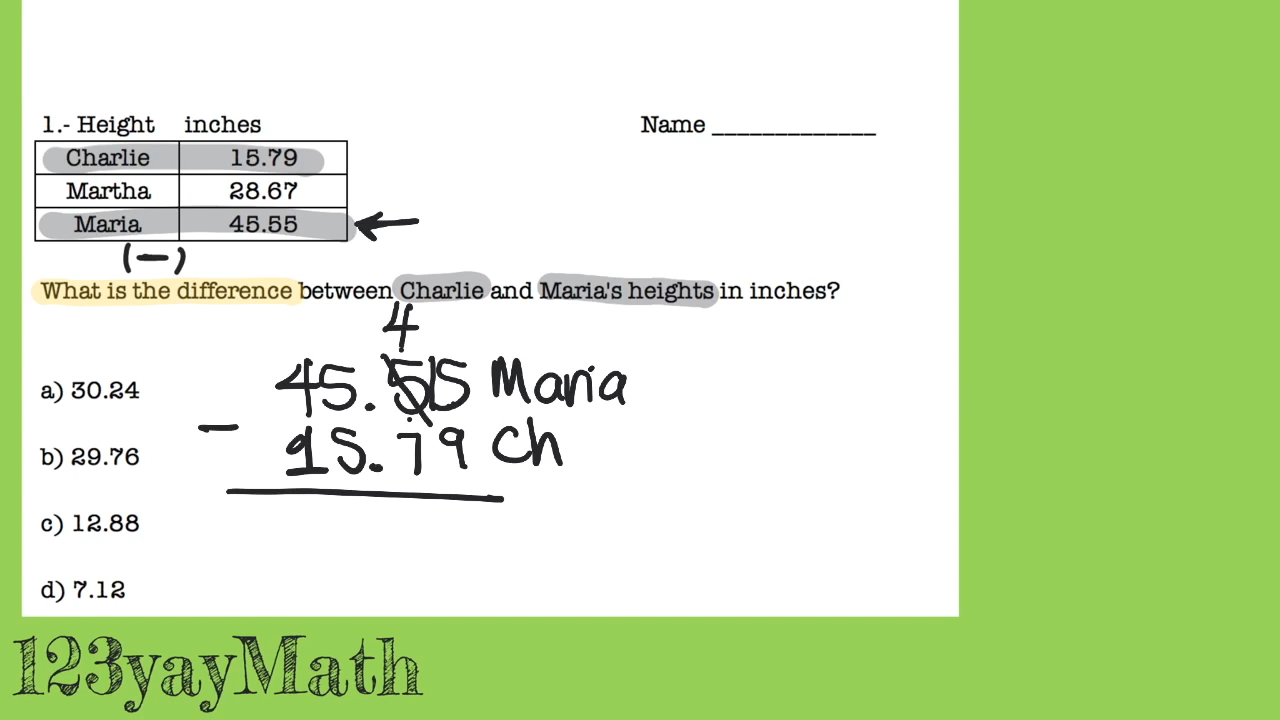 1.- Height inches
Name _____________
Charlie 15.79
Martha 28.67
Maria 45.55
(-)
What is the difference between Charlie and Maria's heights in inches?
4
45.515 Maria
- 15.79 Ch
a) 30.24
b) 29.76
c) 12.88
d) 7.12
123yayMath